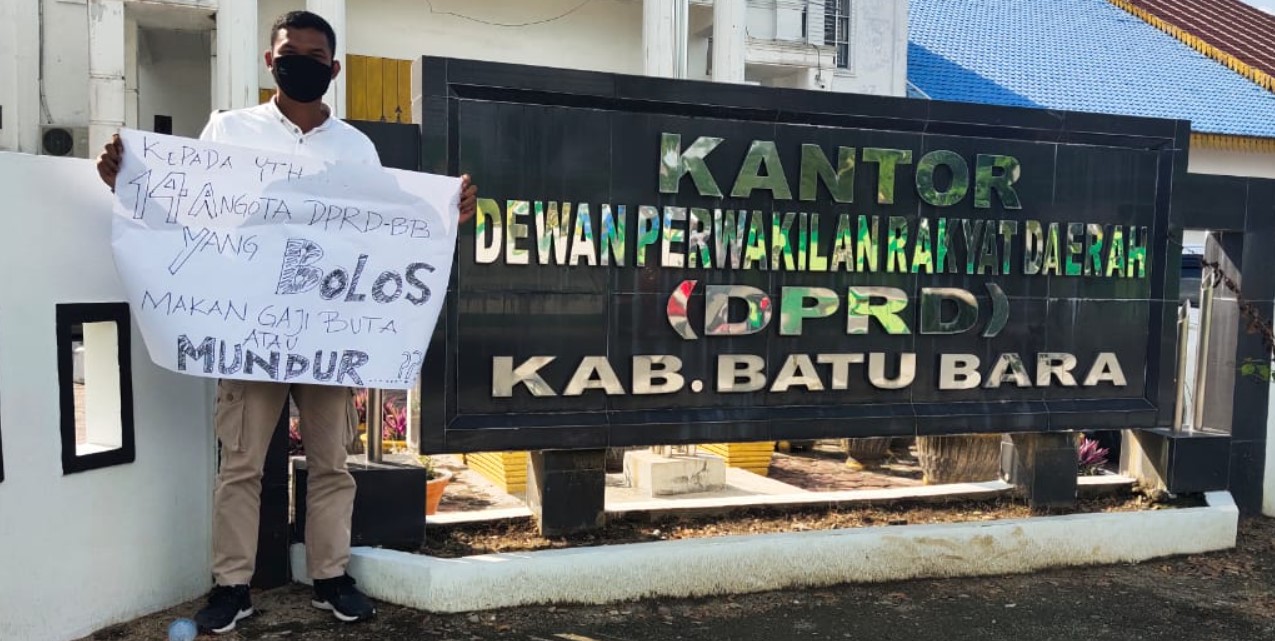 KEPADA YTH...
14 ANGOTA DPRD-BB
YANG BOLOS
MAKAN GAJI BUTA
ATAU
MUNDUR......??
KANTOR
DEWAN PERWAKILAN RAKYAT DAERAH
(DPRD)
KAB. BATU BARA